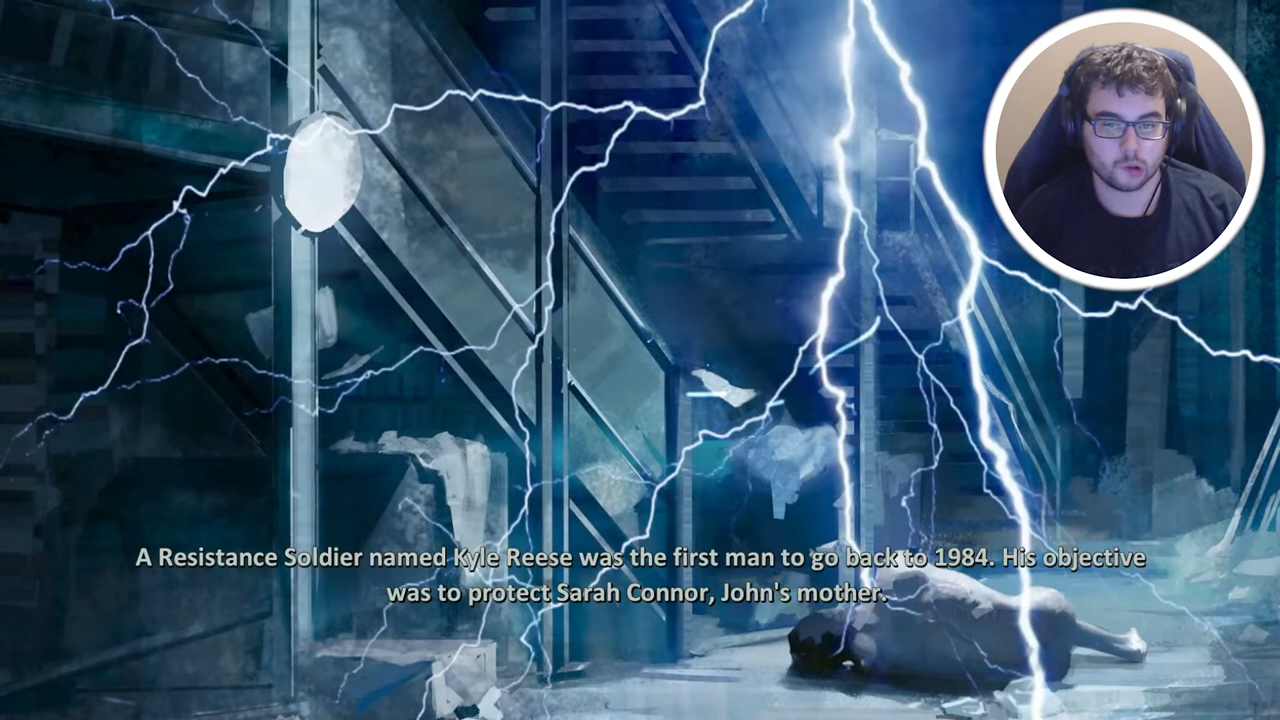 A Resistance Soldier named Kyle Reese was the first man to go back to 1984. His objective
was to protect Sarah Connor, John's mother.